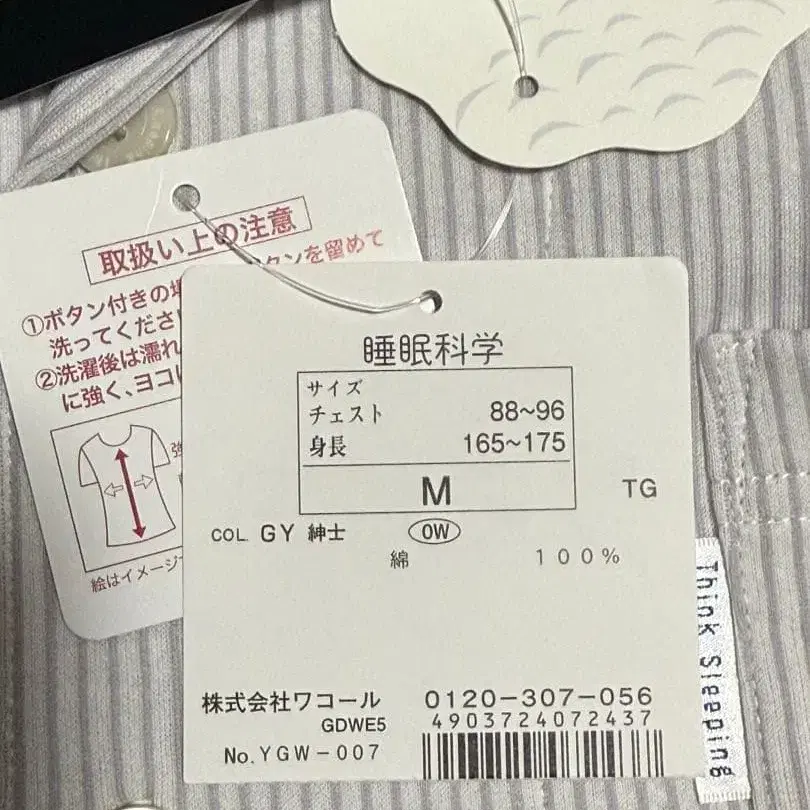 取扱い上の注意
タンを留めて
①ボタン付きの場
洗ってくださ
②洗濯後は濡れ
に強く、ヨコ
強
絵はイメージ
睡眠科学
サイズ
チェスト 88~96
身長 165~175
M
TG
COL. GY 紳士 OW
綿 100%
株式会社ワコール 0120-307-056
GDWE5 4903724072437
No. YGW-007
Think Sleeping